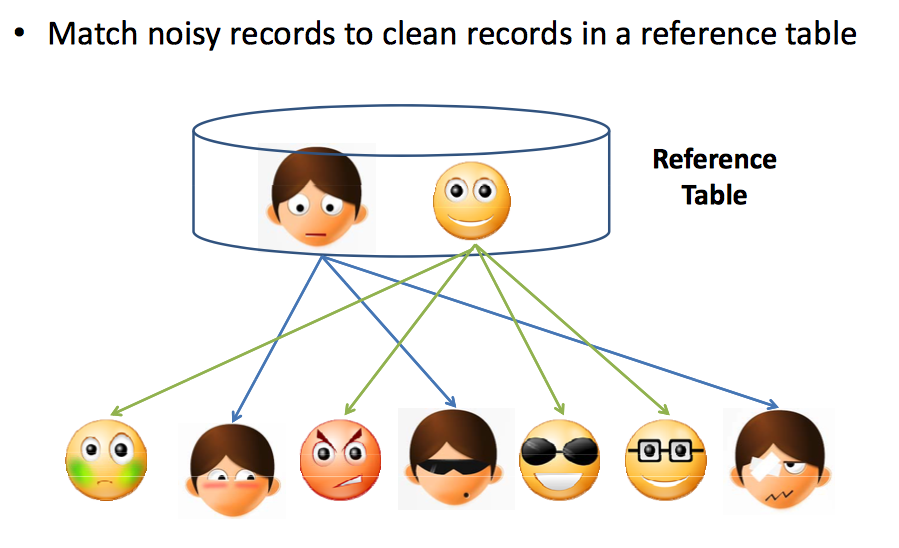 • Match noisy records to clean records in a reference table
Reference
Table